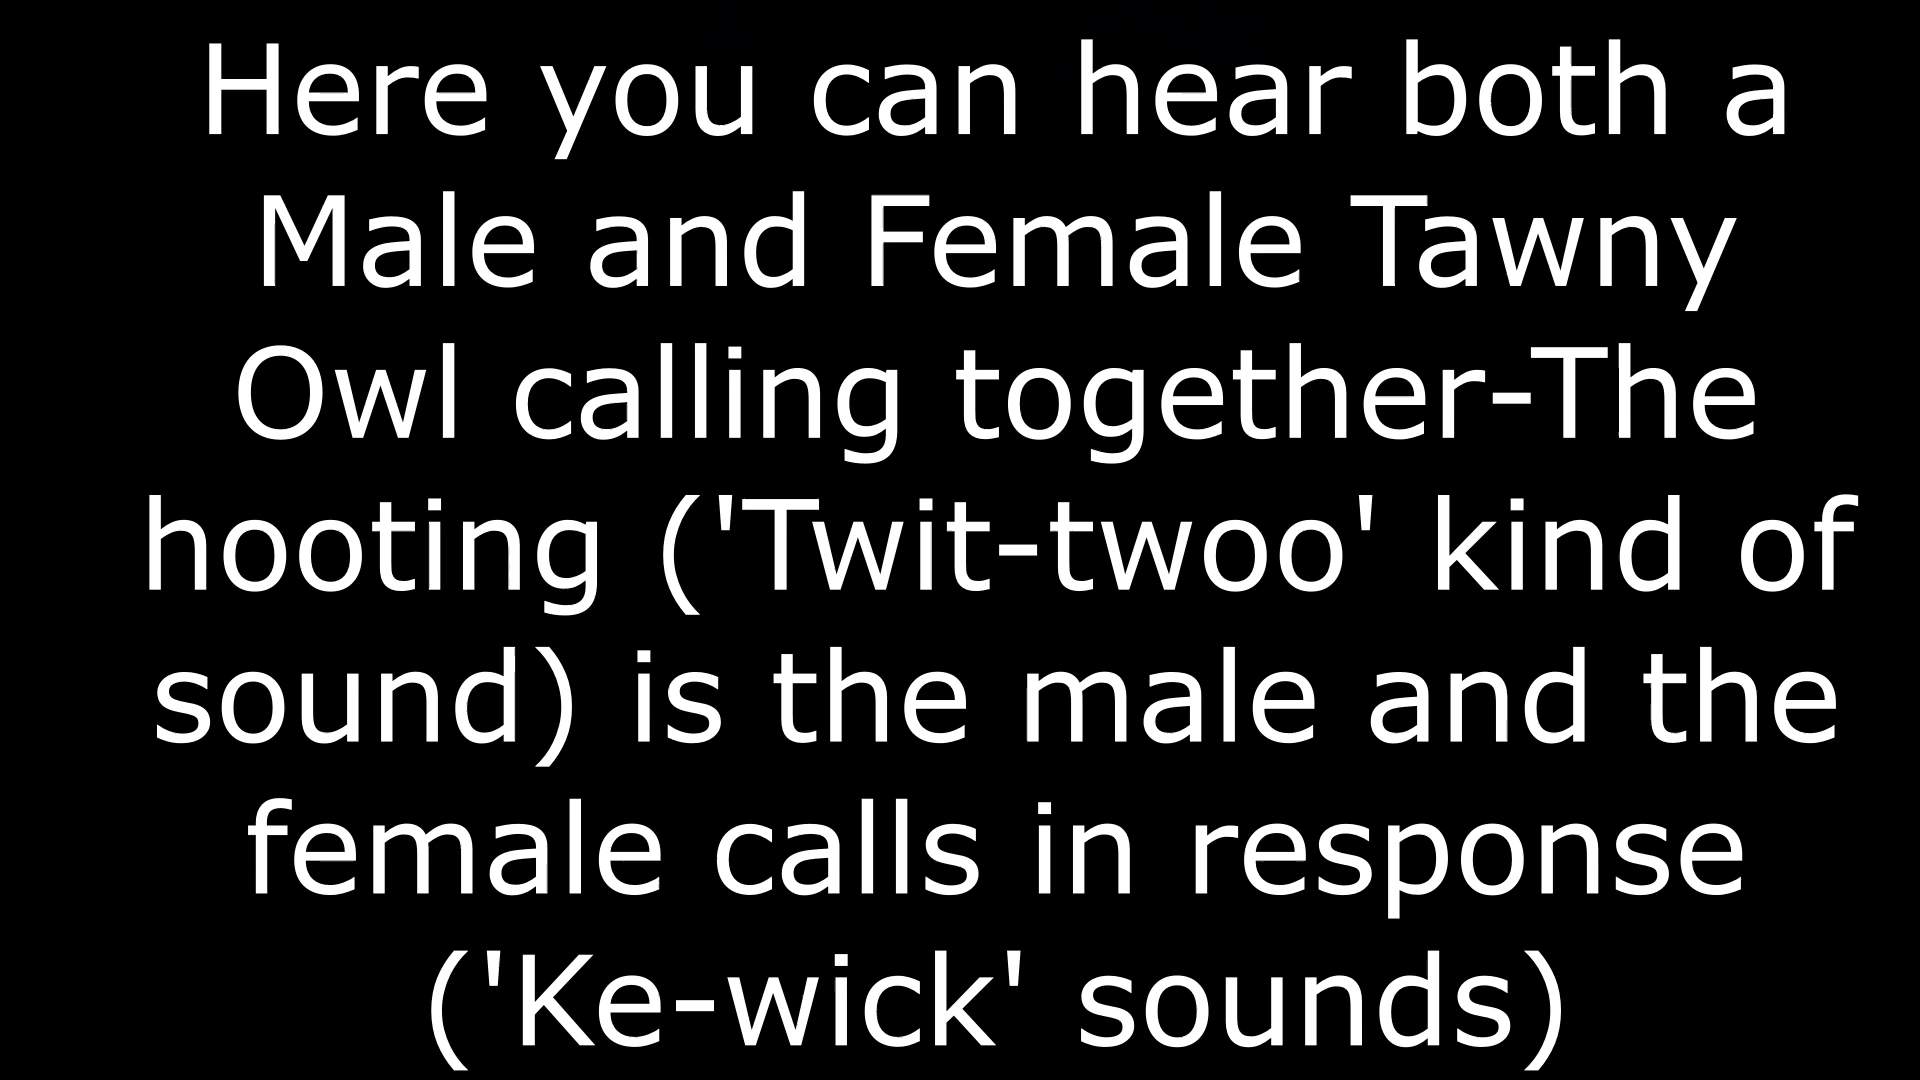 Here you can hear both a
Male and Female Tawny
Owl calling together-The
hooting ('Twit-twoo' kind of
sound) is the male and the
female calls in response
('Ke-wick' sounds)